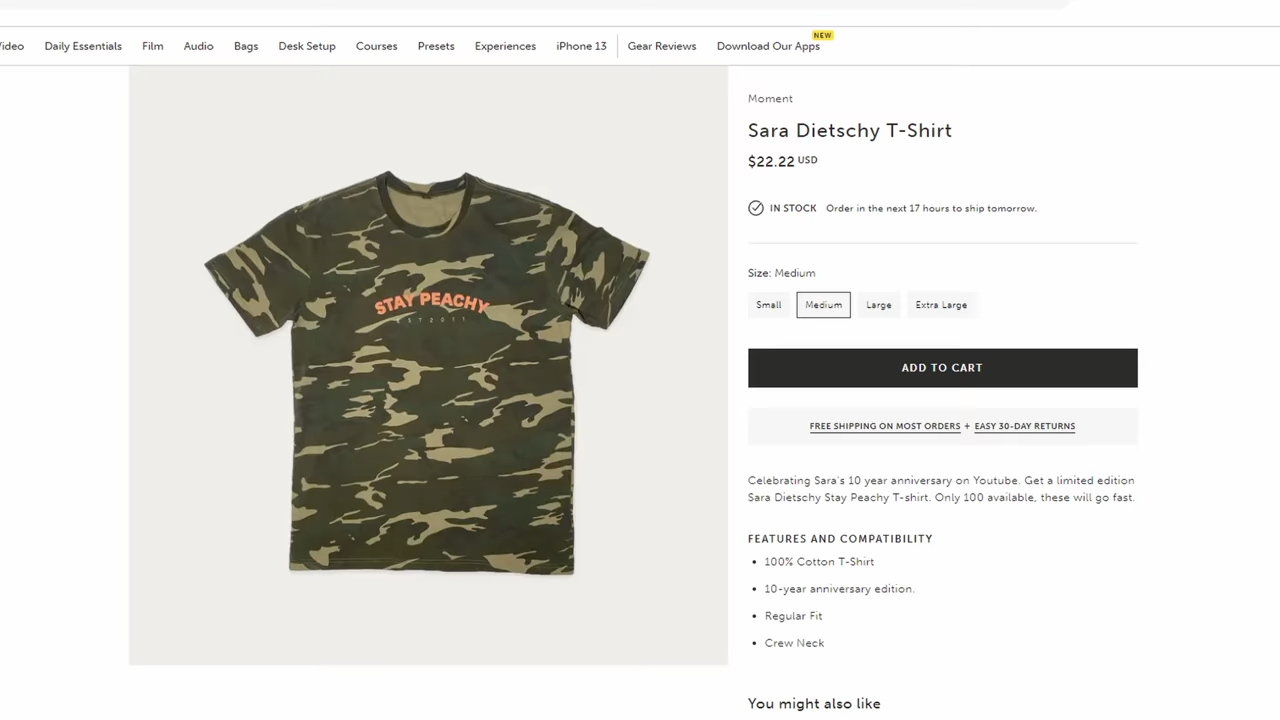 Video Daily Essentials Film Audio Bags Desk Setup Courses Presets Experiences iPhone 13 Gear Reviews Download Our Apps NEW
Moment
Sara Dietschy T-Shirt
$22.22 USD
IN STOCK Order in the next 17 hours to ship tomorrow.
Size: Medium
Small Medium Large Extra Large
ADD TO CART
FREE SHIPPING ON MOST ORDERS + EASY 30-DAY RETURNS
Celebrating Sara's 10 year anniversary on Youtube. Get a limited edition
Sara Dietschy Stay Peachy T-shirt. Only 100 available, these will go fast.
FEATURES AND COMPATIBILITY
• 100% Cotton T-Shirt
• 10-year anniversary edition.
• Regular Fit
• Crew Neck
You might also like
STAY PEACHY
EST 2011